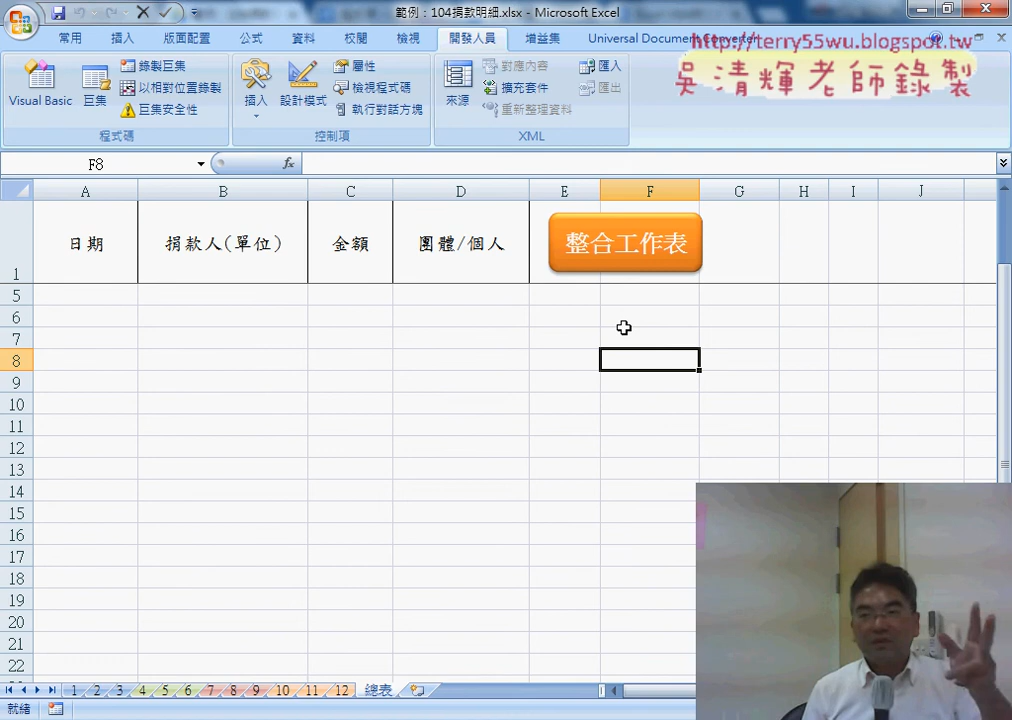 範例：104捐款明細.xlsx - Microsoft Excel
常用 插入 版面配置 公式 資料 校閱 檢視 開發人員 增益集 Universal Document Converter
http://terry55wu.blogspot.tw
吳清輝老師錄製
Visual Basic 巨集 錄製巨集 以相對位置錄製 巨集安全性 插入 設計模式 屬性 檢視程式碼 執行對話方塊 來源 對應內容 擴充套件 重新整理資料 匯入 匯出
程式碼 控制項 XML
F8 fx
A B C D E F G H I J
1 日期 捐款人(單位) 金額 團體/個人 整合工作表
5
6
7
8
9
10
11
12
13
14
15
16
17
18
19
20
21
22
1 2 3 4 5 6 7 8 9 10 11 12 總表
就緒